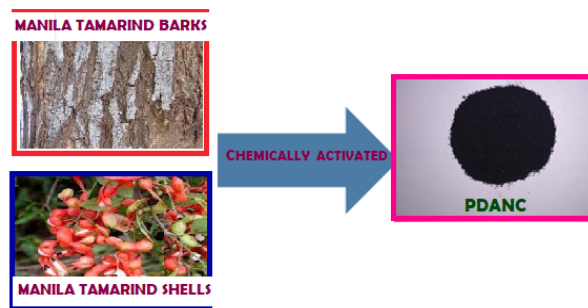 MANILA TAMARIND BARKS
CHEMICALLY ACTIVATED
PDANC
MANILA TAMARIND SHELLS